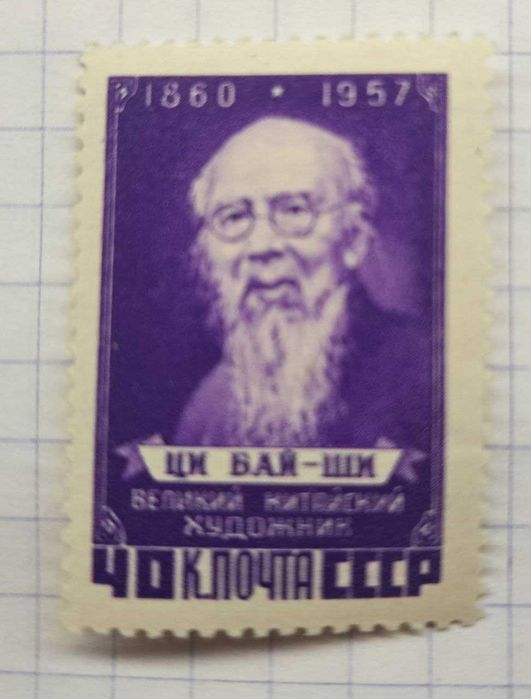 1860 * 1957
ЦИ БАЙ-ШИ
ВЕЛИКИЙ КИТАЙСКИЙ
ХУДОЖНИК
40 К.ПОЧТА СССР